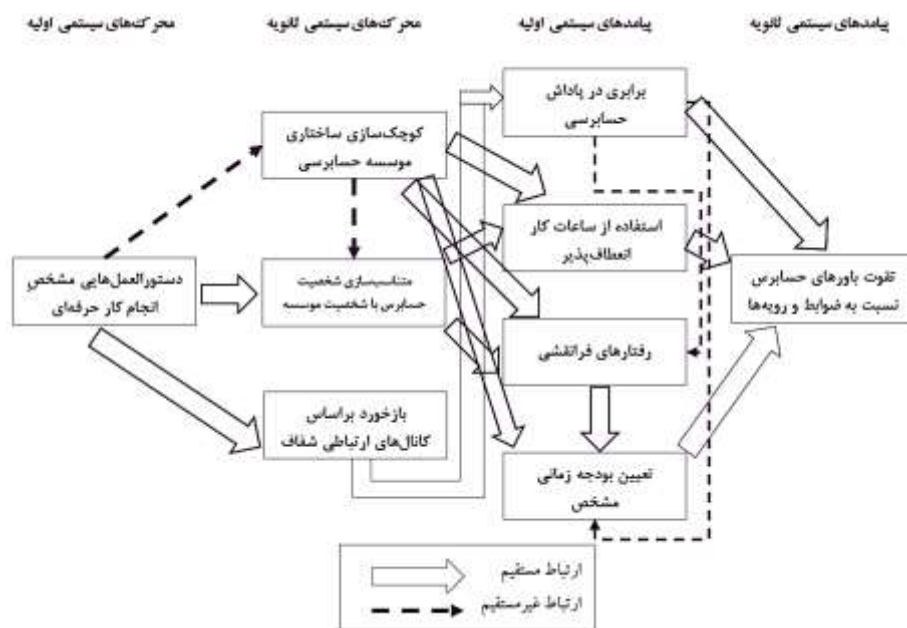 محرک‌های سیستمی اولیه
محرک‌های سیستمی ثانویه
پیامدهای سیستمی اولیه
پیامدهای سیستمی ثانویه
دستورالعمل‌هایی مشخص
انجام کار حرفه‌ای
کوچک‌سازی ساختاری
موسسه حسابرسی
متناسب‌سازی شخصیت
حسابرس با شخصیت موسسه
بازخورد براساس
کانال‌های ارتباطی شفاف
برابری در پاداش
حسابرسی
استفاده از ساعات کار
انعطاف‌پذیر
رفتارهای فرانقشی
تعیین بودجه زمانی
مشخص
تقوت باورهای حسابرس
نسبت به ضوابط و رویه‌ها
ارتباط مستقیم
ارتباط غیرمستقیم